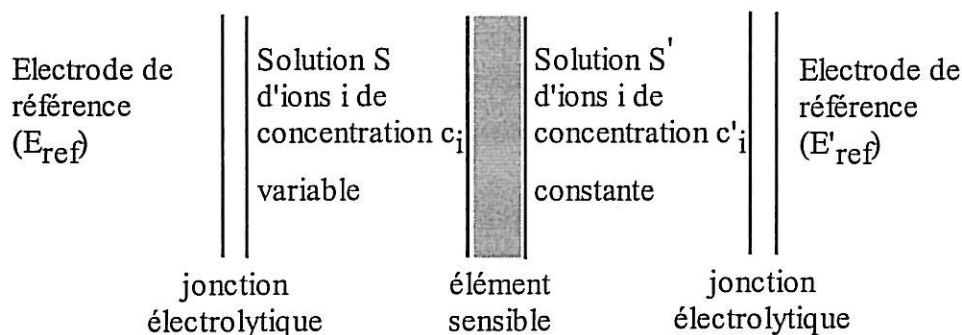 Electrode de
référence
(E_ref)
Solution S
d'ions i de
concentration c_i
variable
Solution S'
d'ions i de
concentration c'_i
constante
Electrode de
référence
(E'_ref)
jonction
électrolytique
élément
sensible
jonction
électrolytique